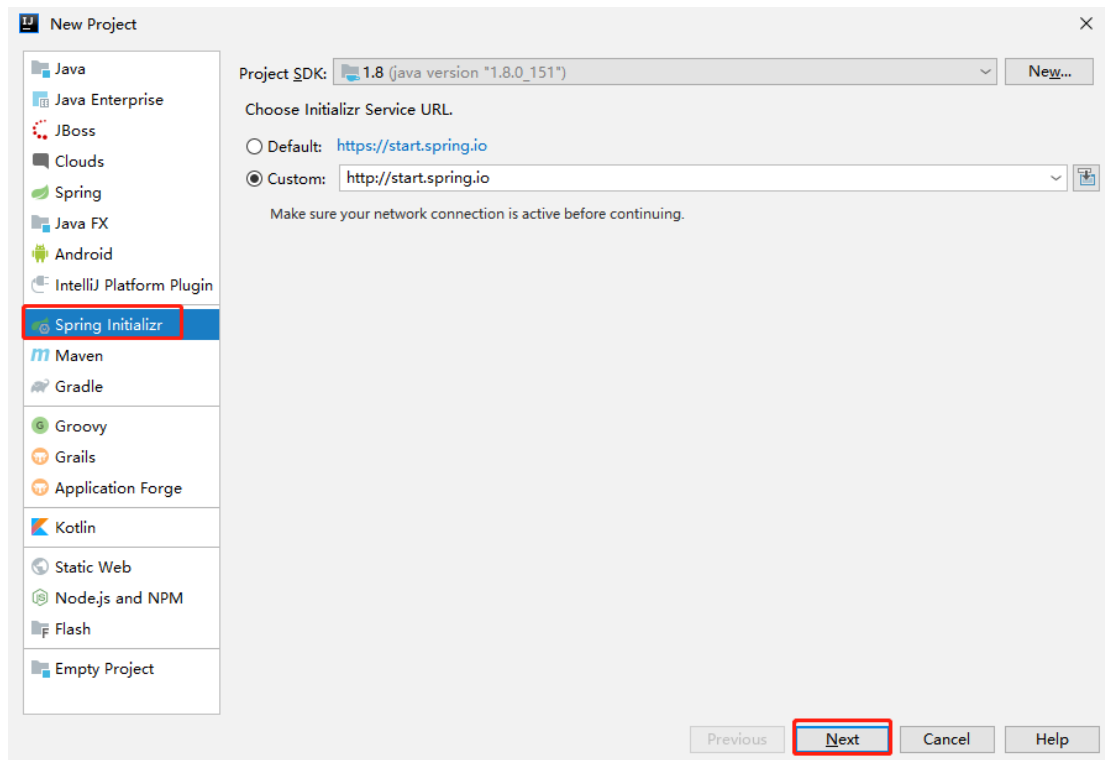 New Project
Java
Java Enterprise
JBoss
Clouds
Spring
Java FX
Android
IntelliJ Platform Plugin
Spring Initializr
Maven
Gradle
Groovy
Grails
Application Forge
Kotlin
Static Web
Node.js and NPM
Flash
Empty Project
Project SDK: 1.8 (java version "1.8.0_151") New...
Choose Initializr Service URL.
Default: https://start.spring.io
Custom: http://start.spring.io
Make sure your network connection is active before continuing.
Previous Next Cancel Help